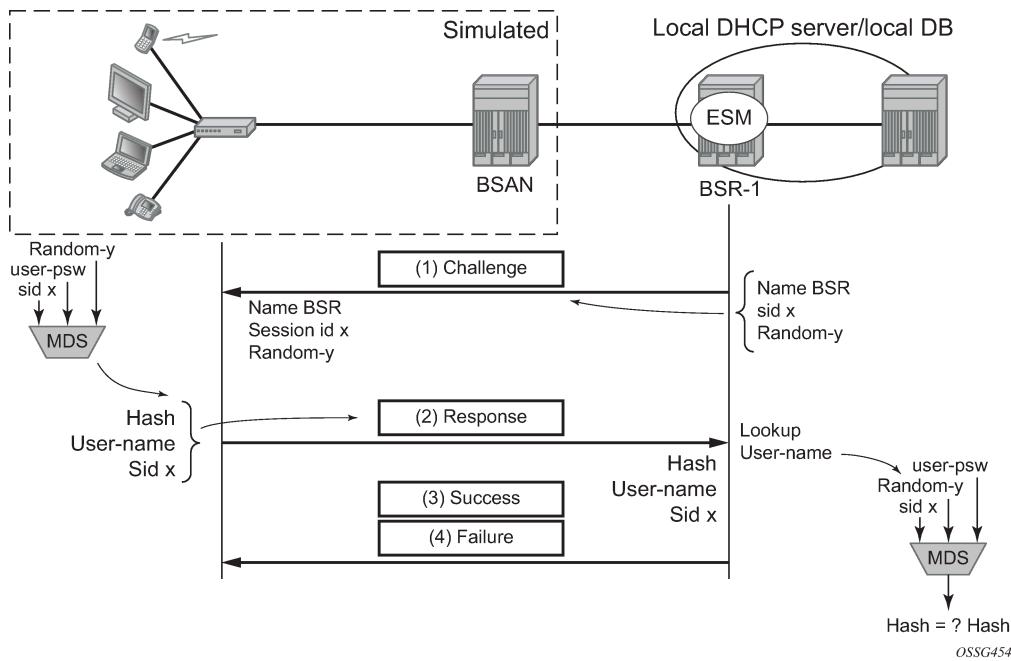 Simulated
Local DHCP server/local DB
ESM
BSAN
BSR-1
Random-y
user-psw
sid x
MDS
(1) Challenge
Name BSR
Session id x
Random-y
Name BSR
sid x
Random-y
Hash
User-name
Sid x
(2) Response
Hash
User-name
Sid x
Lookup
User-name
user-psw
Random-y
sid x
MDS
Hash = ? Hash
(3) Success
(4) Failure
OSSG454